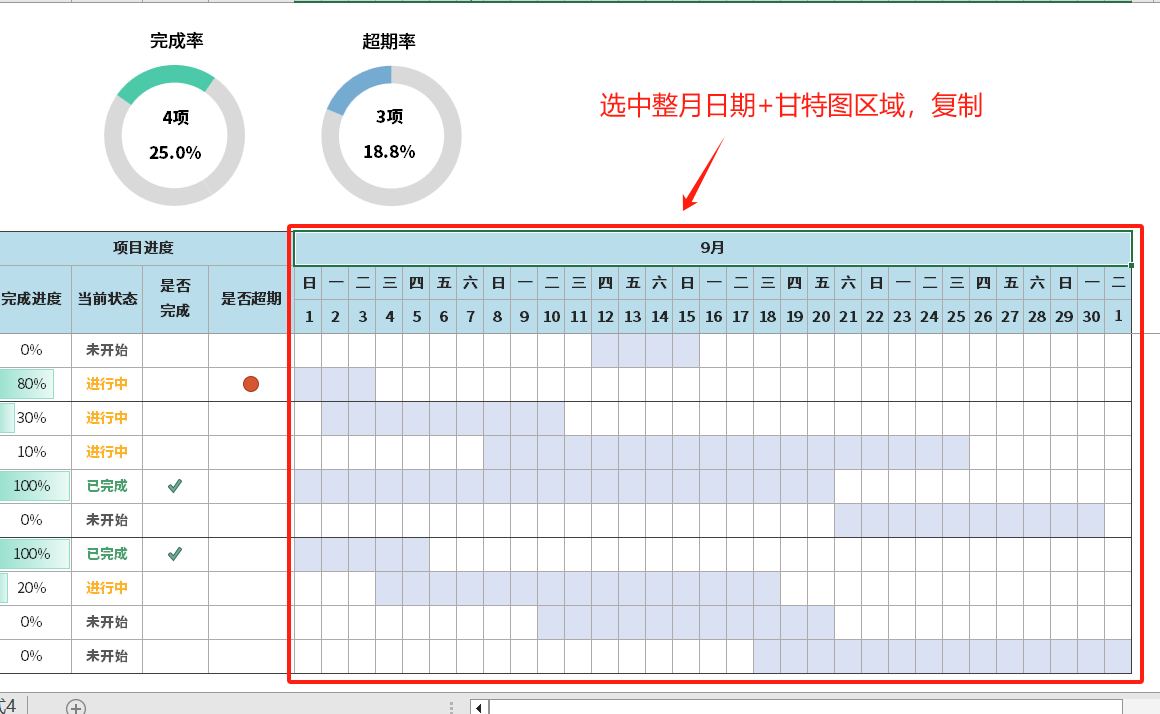 完成率
超期率
4项
25.0%
3项
18.8%
选中整月日期+甘特图区域，复制
项目进度
9月
完成进度 当前状态 是否完成 是否超期
日 一 二 三 四 五 六 日 一 二 三 四 五 六 日 一 二 三 四 五 六 日 一 二 三 四 五 六 日 一 二
1 2 3 4 5 6 7 8 9 10 11 12 13 14 15 16 17 18 19 20 21 22 23 24 25 26 27 28 29 30 1
0% 未开始
80% 进行中
30% 进行中
10% 进行中
100% 已完成
0% 未开始
100% 已完成
20% 进行中
0% 未开始
0% 未开始
4